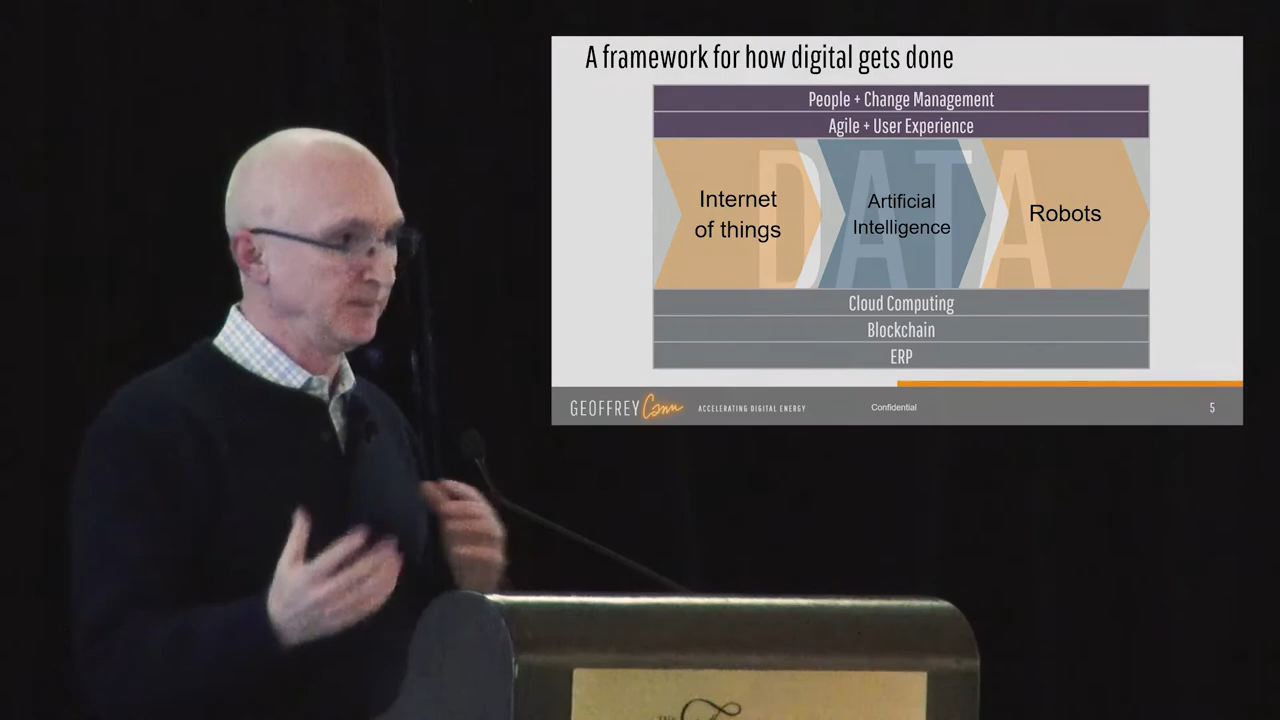 A framework for how digital gets done
People + Change Management
Agile + User Experience
DATA
Internet
of things
Artificial
Intelligence
Robots
Cloud Computing
Blockchain
ERP
GEOFFREY Cann ACCELERATING DIGITAL ENERGY
Confidential
5